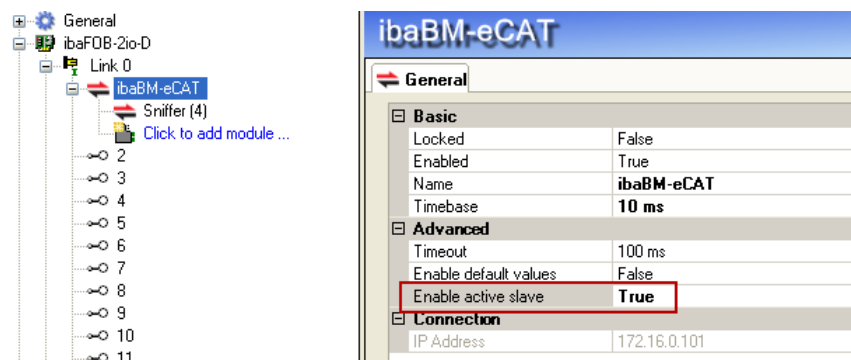 General
ibaFOB-2io-D
Link 0
ibaBM-eCAT
Sniffer (4)
Click to add module ...
2
3
4
5
6
7
8
9
10
11
ibaBM-eCAT
General
Basic
Locked False
Enabled True
Name ibaBM-eCAT
Timebase 10 ms
Advanced
Timeout 100 ms
Enable default values False
Enable active slave True
Connection
IP Address 172.16.0.101